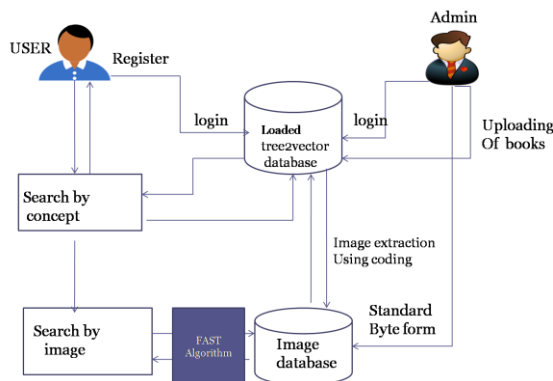 Admin
USER
Register
login
login
Loaded
tree2vector
database
Uploading
Of books
Search by
concept
Image extraction
Using coding
Standard
Byte form
Search by
image
FAST
Algorithm
Image
database